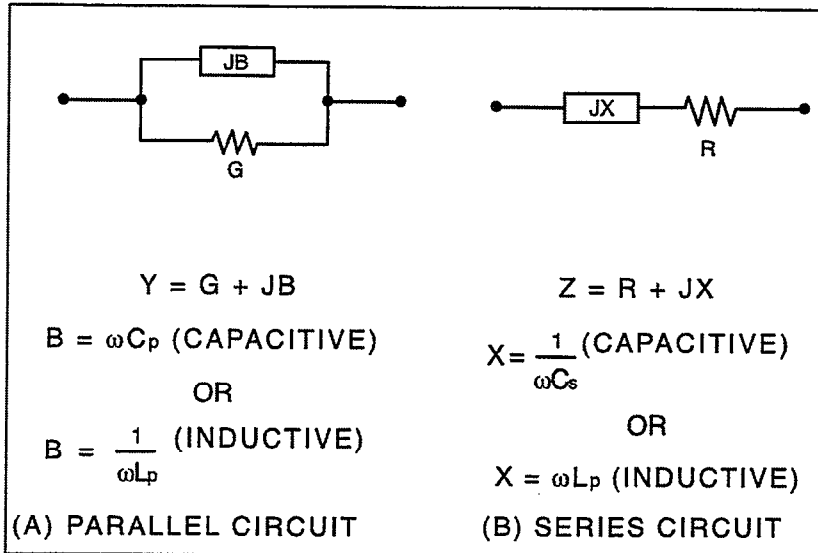 JB
G
Y = G + JB
B = ωCp (CAPACITIVE)
OR
B = 1/ωLp (INDUCTIVE)
(A) PARALLEL CIRCUIT
JX
R
Z = R + JX
X = 1/ωCs (CAPACITIVE)
OR
X = ωLp (INDUCTIVE)
(B) SERIES CIRCUIT